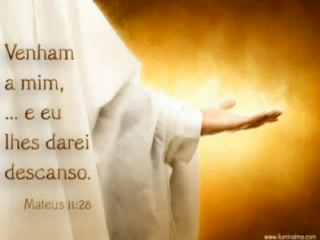 Venham
a mim,
... e eu
lhes darei
descanso.
Mateus 11:28
www.iluminalma.com